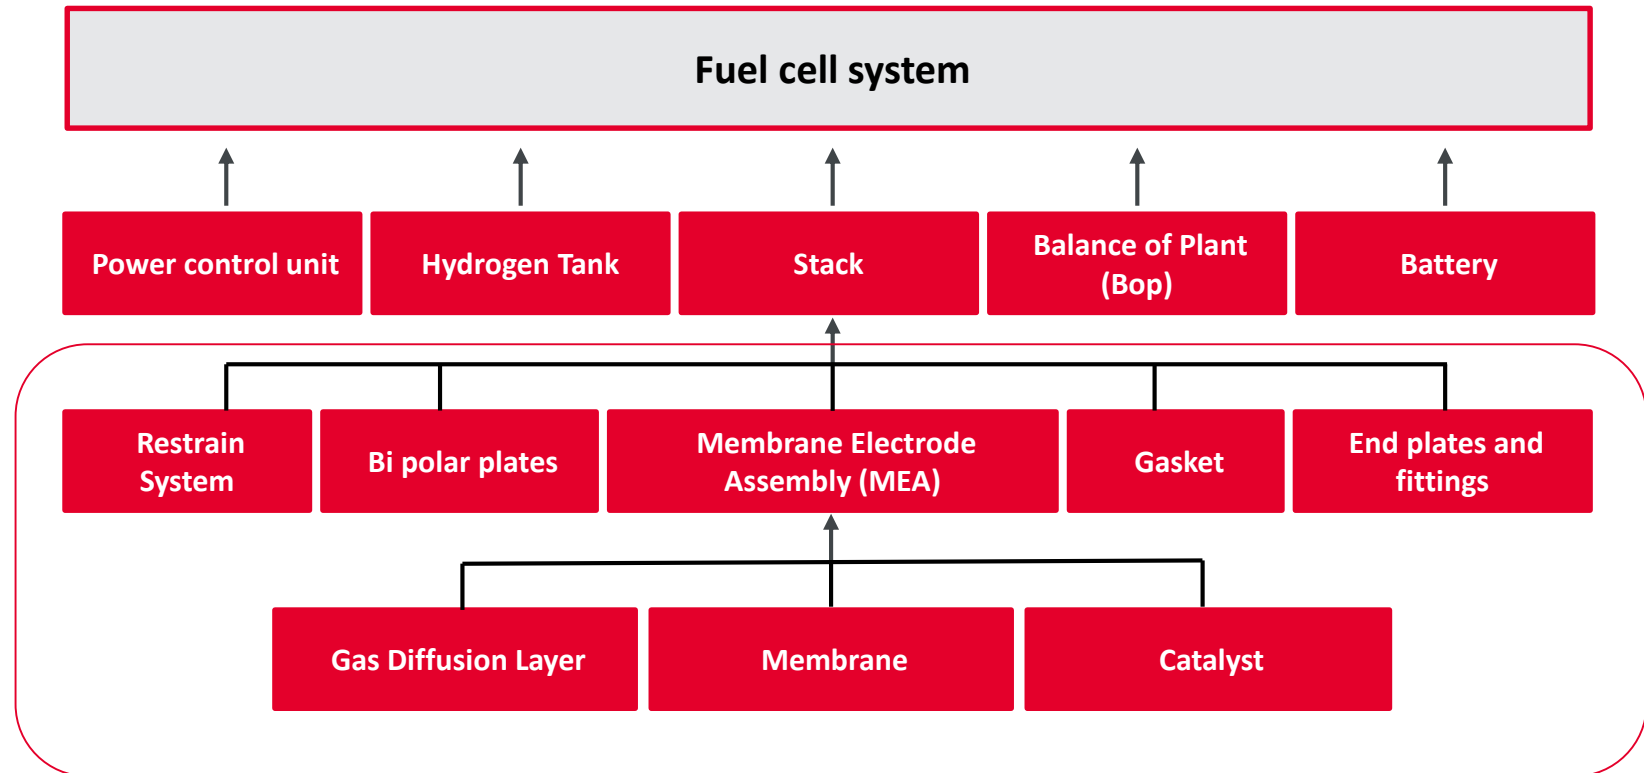 Fuel cell system
Power control unit
Hydrogen Tank
Stack
Balance of Plant
(Bop)
Battery
Restrain
System
Bi polar plates
Membrane Electrode
Assembly (MEA)
Gasket
End plates and
fittings
Gas Diffusion Layer
Membrane
Catalyst